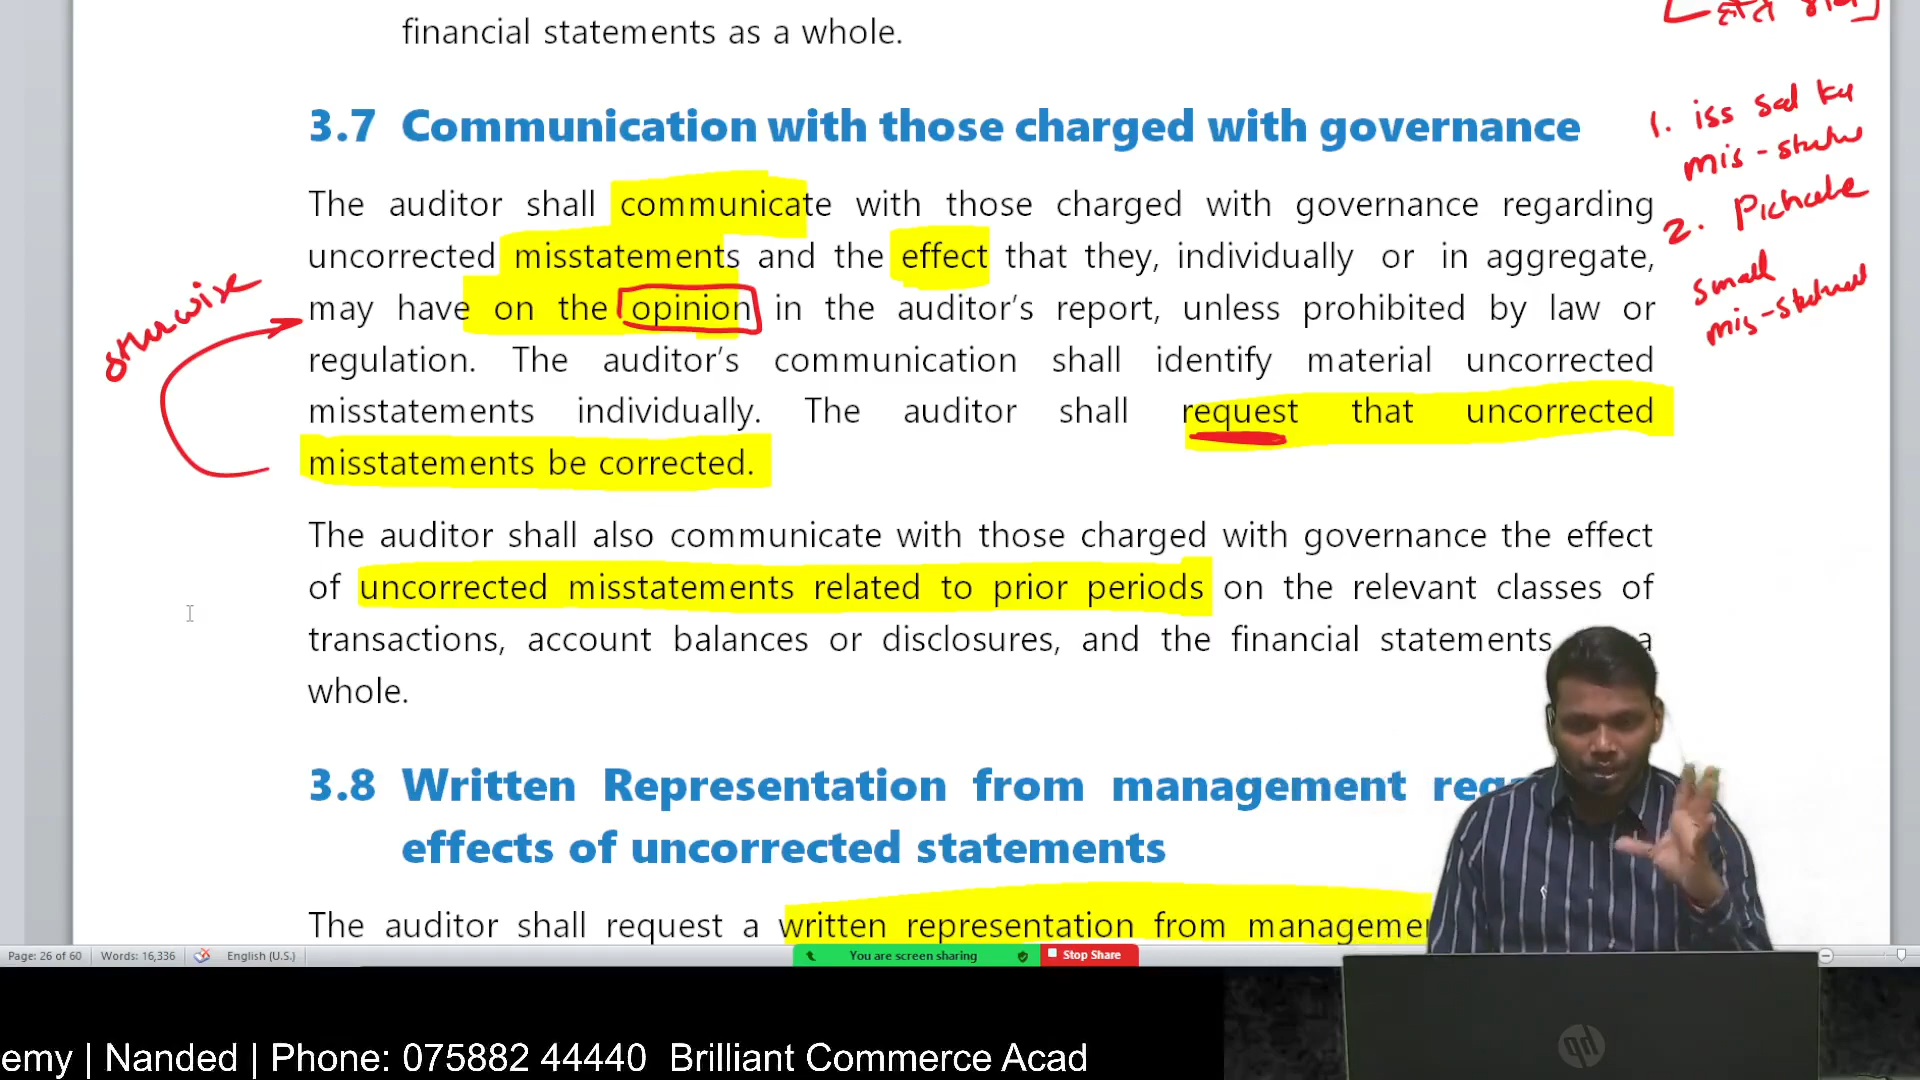 financial statements as a whole.
3.7 Communication with those charged with governance
The auditor shall communicate with those charged with governance regarding
uncorrected misstatements and the effect that they, individually or in aggregate,
may have on the opinion in the auditor's report, unless prohibited by law or
regulation. The auditor's communication shall identify material uncorrected
misstatements individually. The auditor shall request that uncorrected
misstatements be corrected.
otherwise
1. iss saal ka
2. Pichale
small
The auditor shall also communicate with those charged with governance the effect
of uncorrected misstatements related to prior periods on the relevant classes of
transactions, account balances or disclosures, and the financial statements a
whole.
3.8 Written Representation from management
effects of uncorrected statements
The auditor shall request a written representation from
Page: 26 of 60 Words: 16,336 English (U.S.)
You are screen sharing Stop Share
hp
emy | Nanded | Phone: 075882 44440 Brilliant Commerce Acad